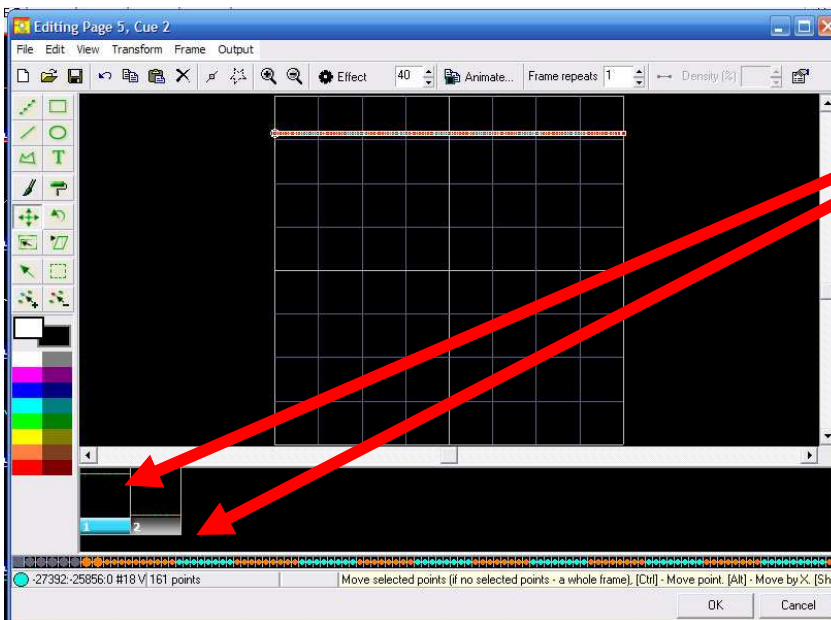 Editing Page 5, Cue 2
File Edit View Transform Frame Output
Effect 40 Animate... Frame repeats 1 Density (%)
T
1 2
-27392:-25856:0 #18 V 161 points Move selected points (if no selected points - a whole frame), [Ctrl] - Move point. [Alt] - Move by X. [Sh
OK Cancel